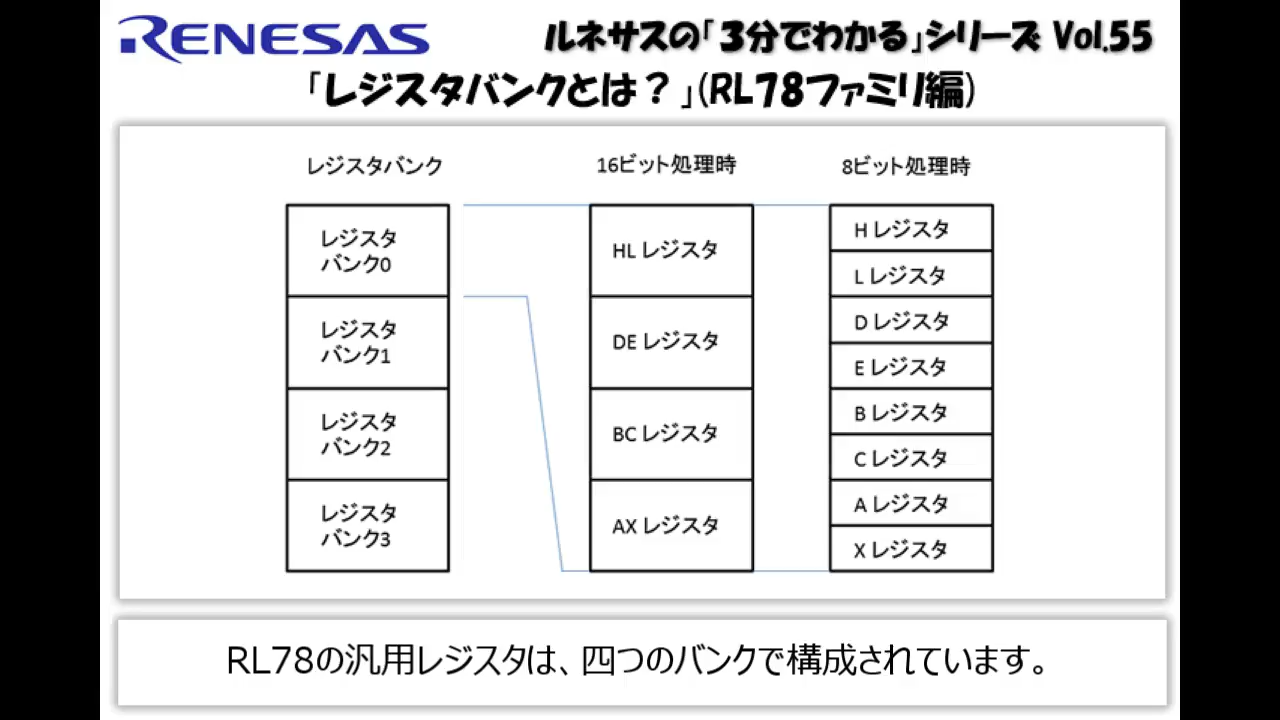 RENESAS
ルネサスの「３分でわかる」シリーズ Vol.55
「レジスタバンクとは？」(RL78ファミリ編)
レジスタバンク
16ビット処理時
8ビット処理時
レジスタ
バンク0
レジスタ
バンク1
レジスタ
バンク2
レジスタ
バンク3
HL レジスタ
DE レジスタ
BC レジスタ
AX レジスタ
H レジスタ
L レジスタ
D レジスタ
E レジスタ
B レジスタ
C レジスタ
A レジスタ
X レジスタ
RL78の汎用レジスタは、四つのバンクで構成されています。